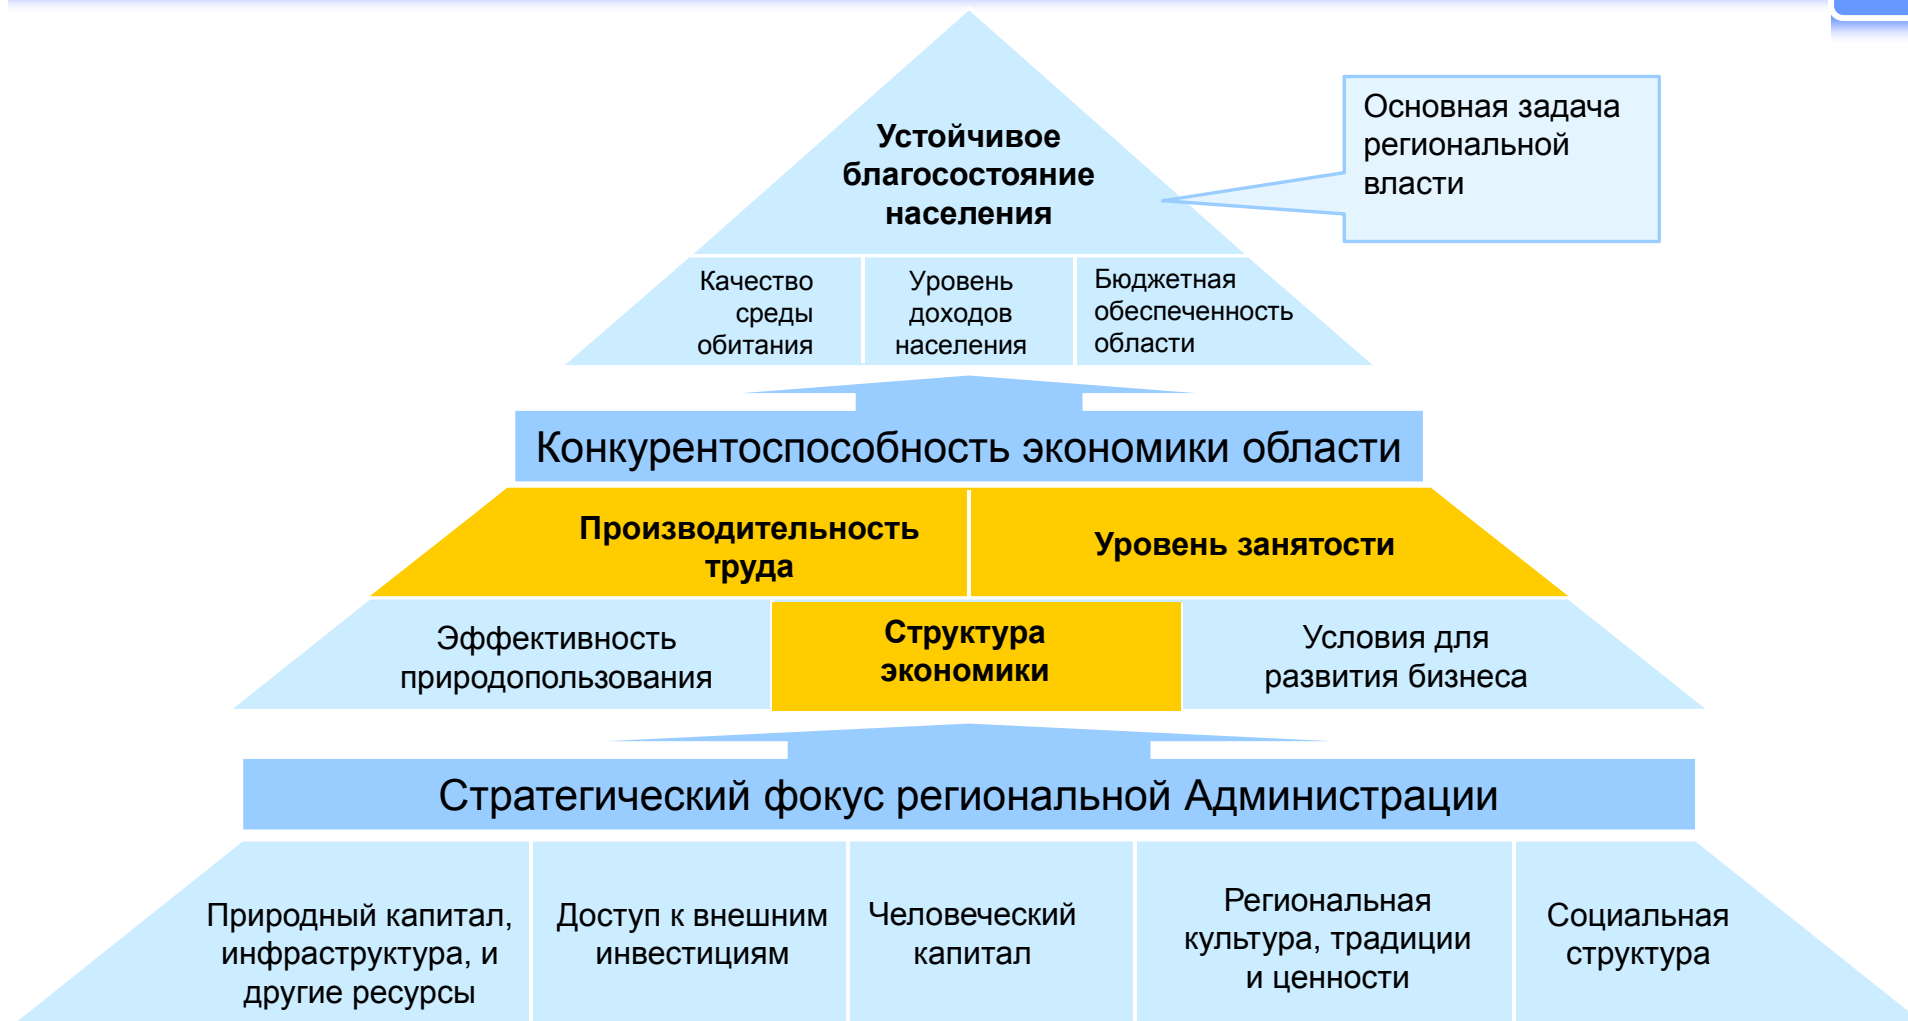 Устойчивое
благосостояние
населения
Основная задача
региональной
власти
Качество
среды
обитания
Уровень
доходов
населения
Бюджетная
обеспеченность
области
Конкурентоспособность экономики области
Производительность
труда
Уровень занятости
Эффективность
природопользования
Структура
экономики
Условия для
развития бизнеса
Стратегический фокус региональной Администрации
Природный капитал,
инфраструктура, и
другие ресурсы
Доступ к внешним
инвестициям
Человеческий
капитал
Региональная
культура, традиции
и ценности
Социальная
структура